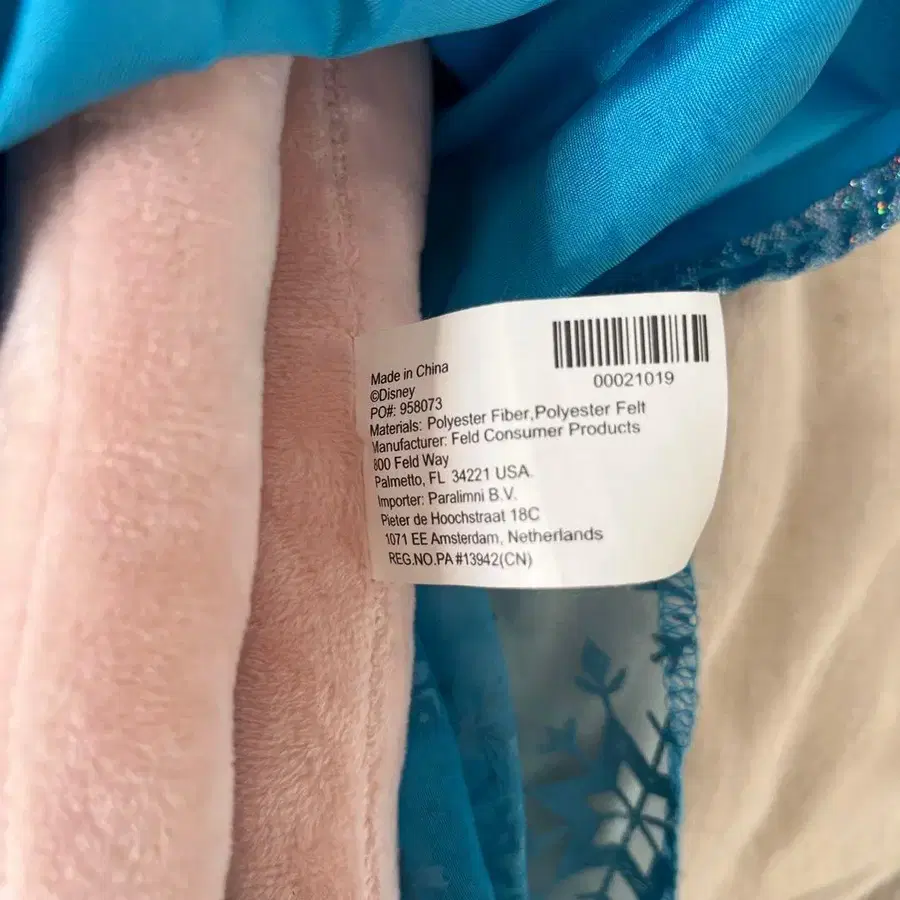 00021019
Made in China
©Disney
PO#: 958073
Materials: Polyester Fiber,Polyester Felt
Manufacturer: Feld Consumer Products
800 Feld Way
Palmetto, FL 34221 USA.
Importer: Paralimni B.V.
Pieter de Hoochstraat 18C
1071 EE Amsterdam, Netherlands
REG.NO.PA#13942(CN)